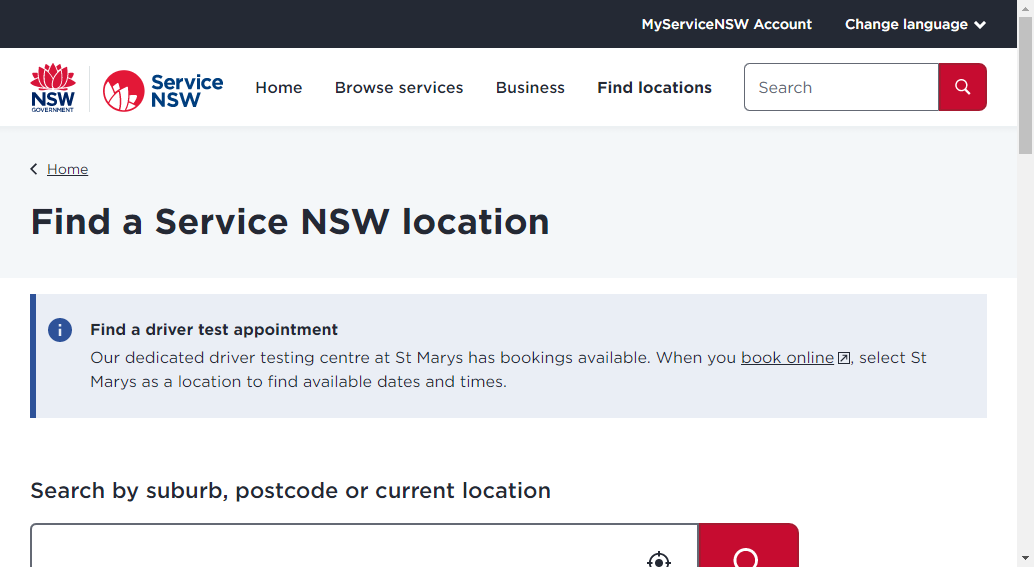 MyServiceNSW Account Change language
NSW
GOVERNMENT
Service
NSW
Home Browse services Business Find locations Search
Home
Find a Service NSW location
Find a driver test appointment
Our dedicated driver testing centre at St Marys has bookings available. When you book online, select St
Marys as a location to find available dates and times.
Search by suburb, postcode or current location